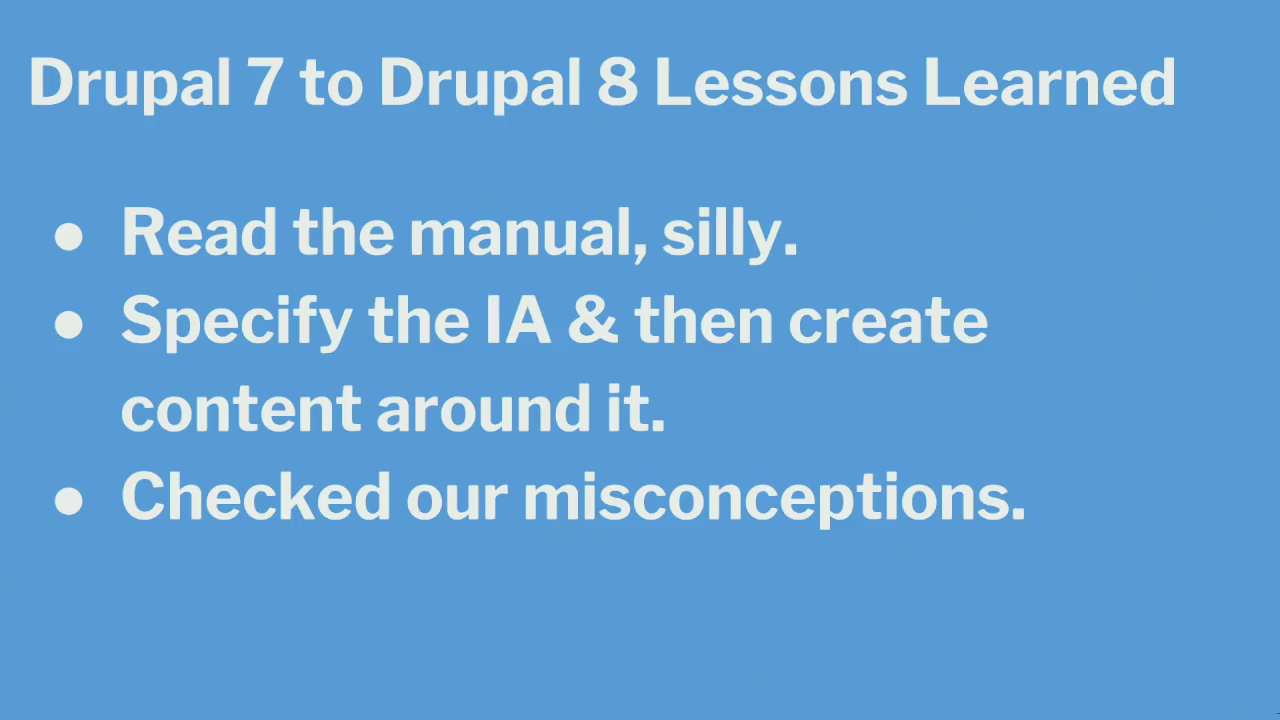 Drupal 7 to Drupal 8 Lessons Learned
● Read the manual, silly.
● Specify the IA & then create
content around it.
● Checked our misconceptions.